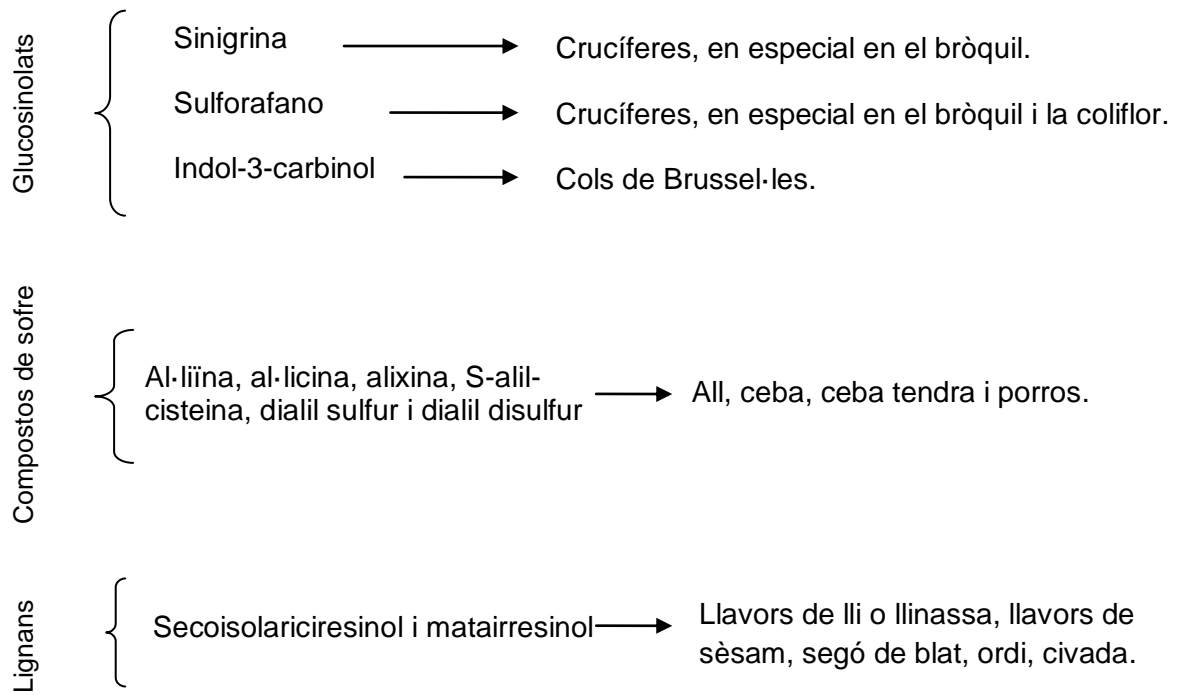 Glucosinolats
Sinigrina
Crucíferes, en especial en el bròquil.
Sulforafano
Crucíferes, en especial en el bròquil i la coliflor.
Indol-3-carbinol
Cols de Brussel·les.
Compostos de sofre
Al·liïna, al·licina, alixina, S-alil-
cisteina, dialil sulfur i dialil disulfur
All, ceba, ceba tendra i porros.
Lignans
Secoisolariciresinol i matairresinol
Llavors de lli o llinassa, llavors de
sèsam, segó de blat, ordi, civada.